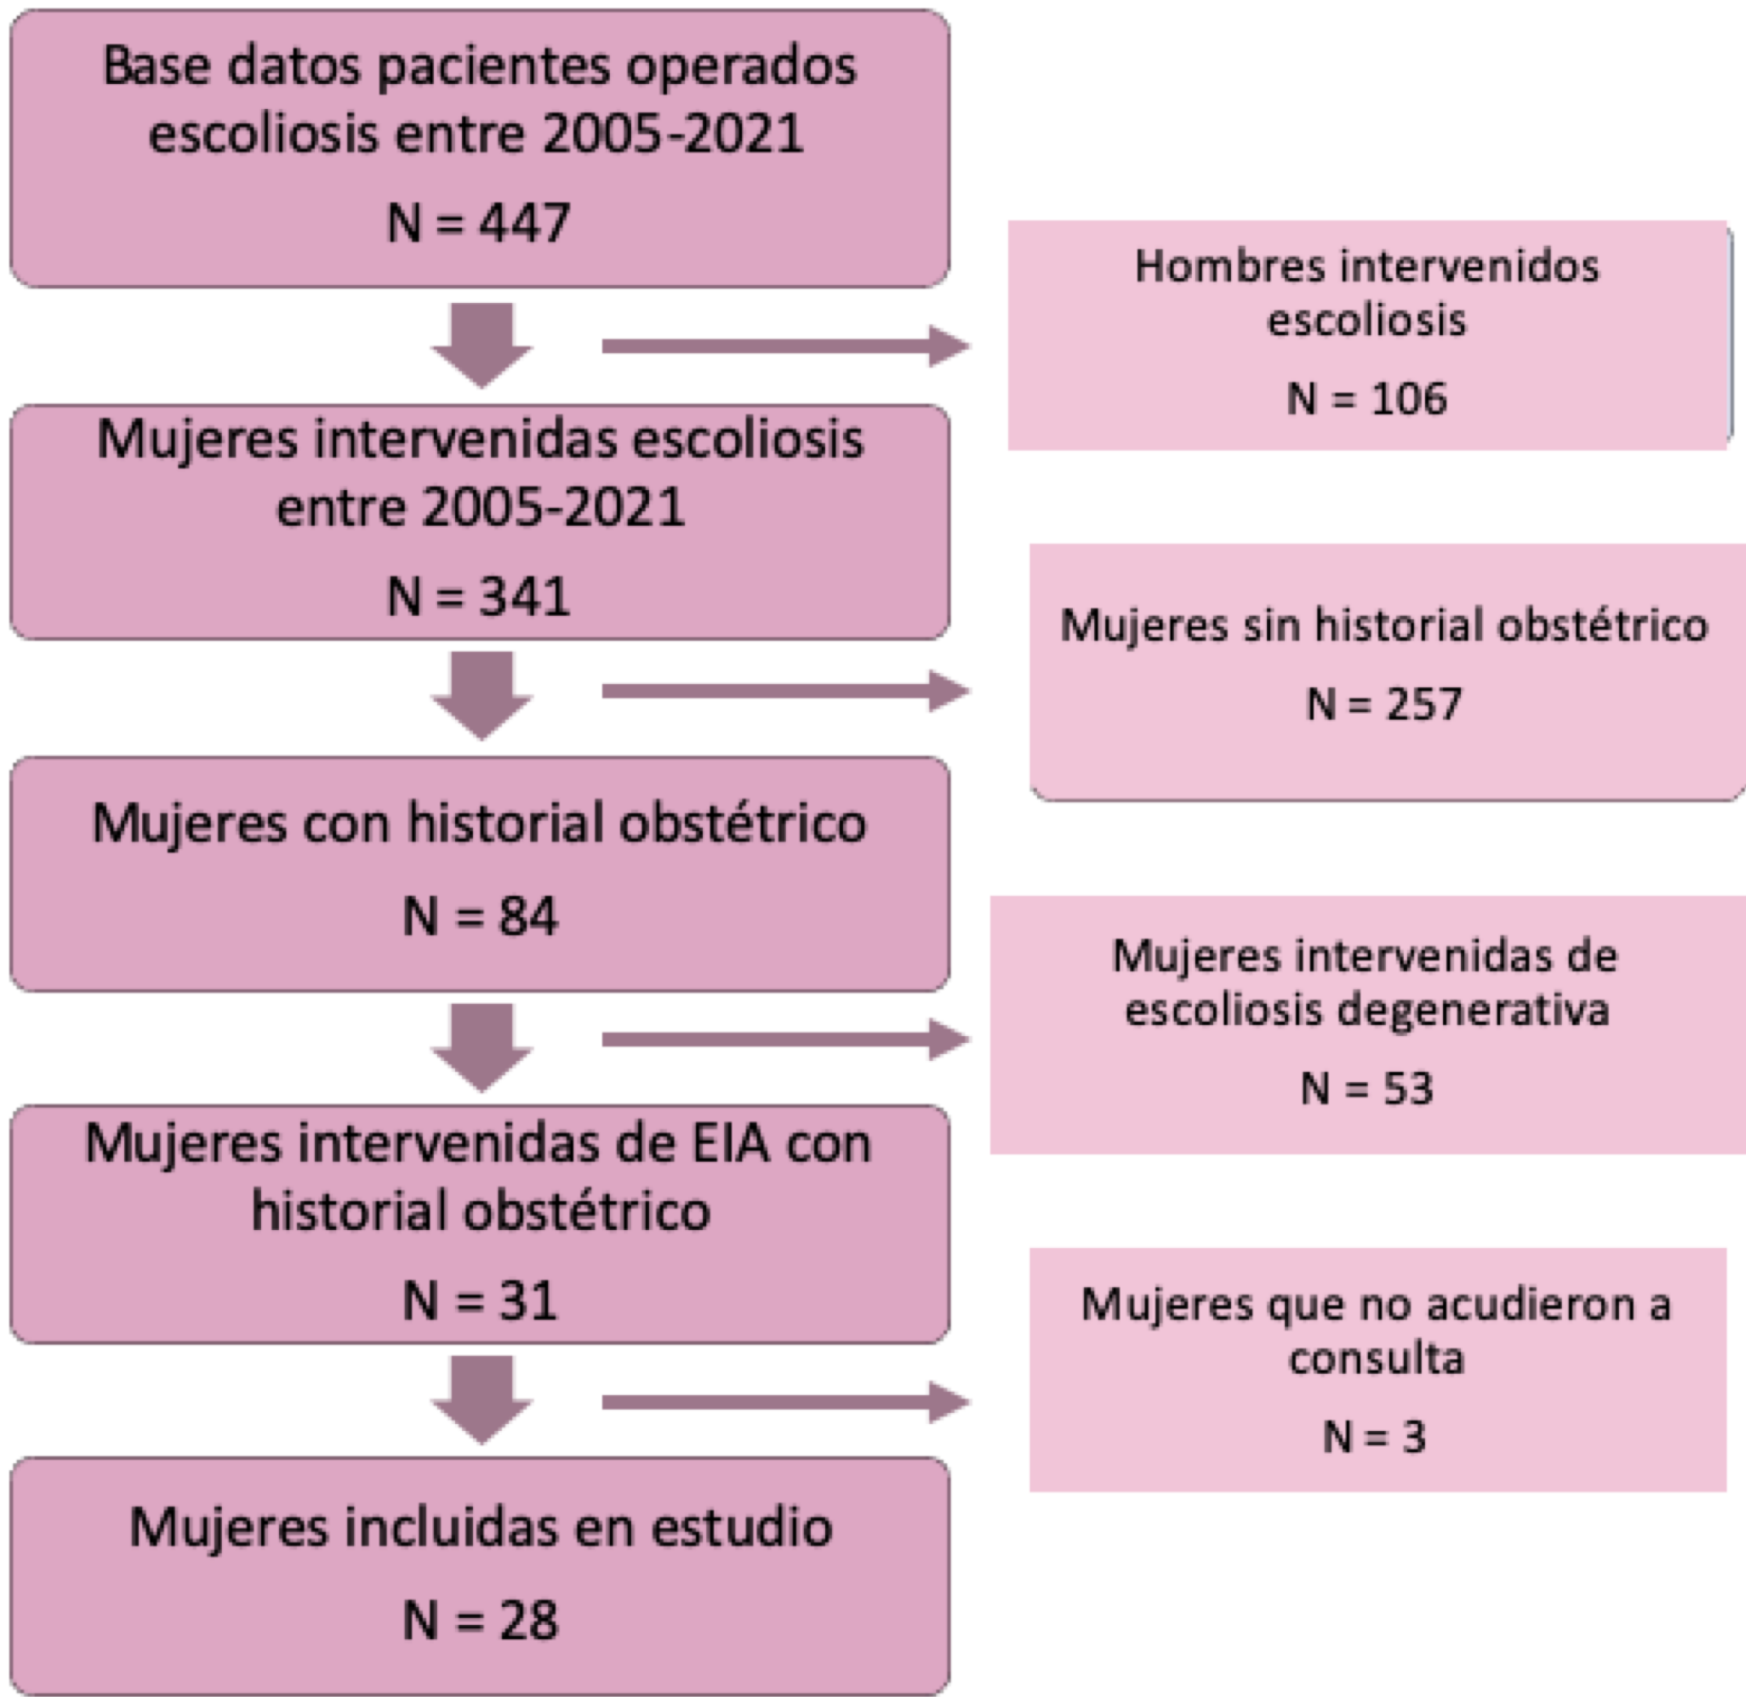 Base datos pacientes operados
escoliosis entre 2005-2021
N = 447
Hombres intervenidos
escoliosis
N = 106
Mujeres intervenidas escoliosis
entre 2005-2021
N = 341
Mujeres sin historial obstétrico
N = 257
Mujeres con historial obstétrico
N = 84
Mujeres intervenidas de
escoliosis degenerativa
N = 53
Mujeres intervenidas de EIA con
historial obstétrico
N = 31
Mujeres que no acudieron a
consulta
N = 3
Mujeres incluidas en estudio
N = 28